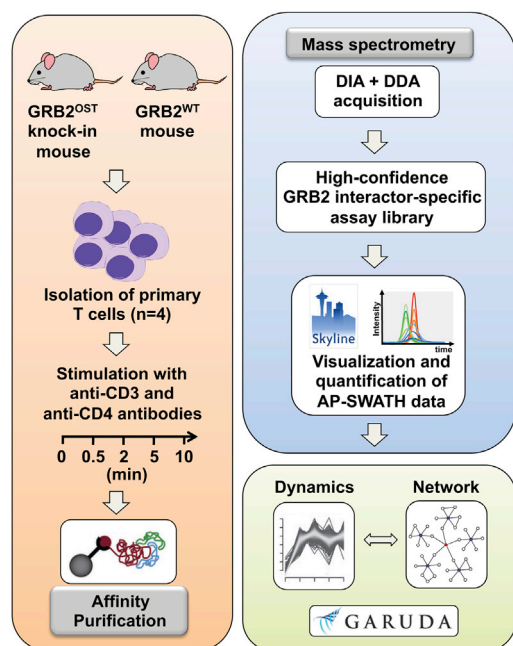 GRB2OST
knock-in
mouse
GRB2WT
mouse
Isolation of primary
T cells (n=4)
Stimulation with
anti-CD3 and
anti-CD4 antibodies
0 0.5 2 5 10
(min)
Affinity
Purification
Mass spectrometry
DIA + DDA
acquisition
High-confidence
GRB2 interactor-specific
assay library
Skyline
Intensity
time
Visualization and
quantification of
AP-SWATH data
Dynamics
Network
GARUDA